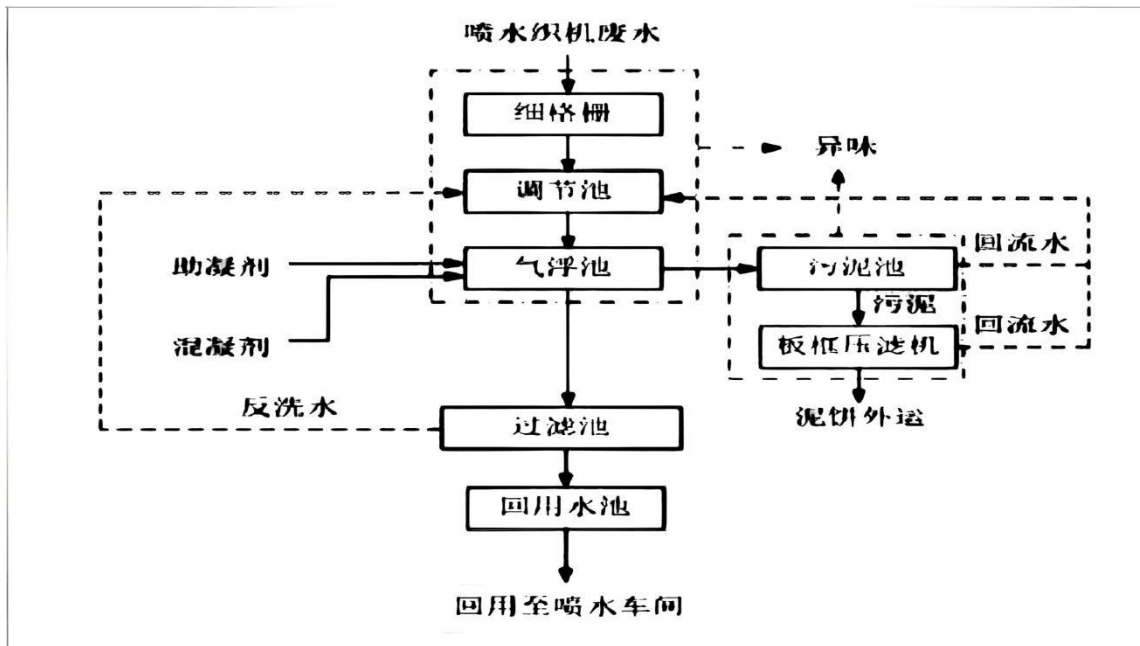 喷水织机废水
细格栅
异味
调节池
回流水
助凝剂
气浮池
污泥池
污泥
回流水
混凝剂
板框压滤机
反洗水
泥饼外运
过滤池
回用水池
回用至喷水车间